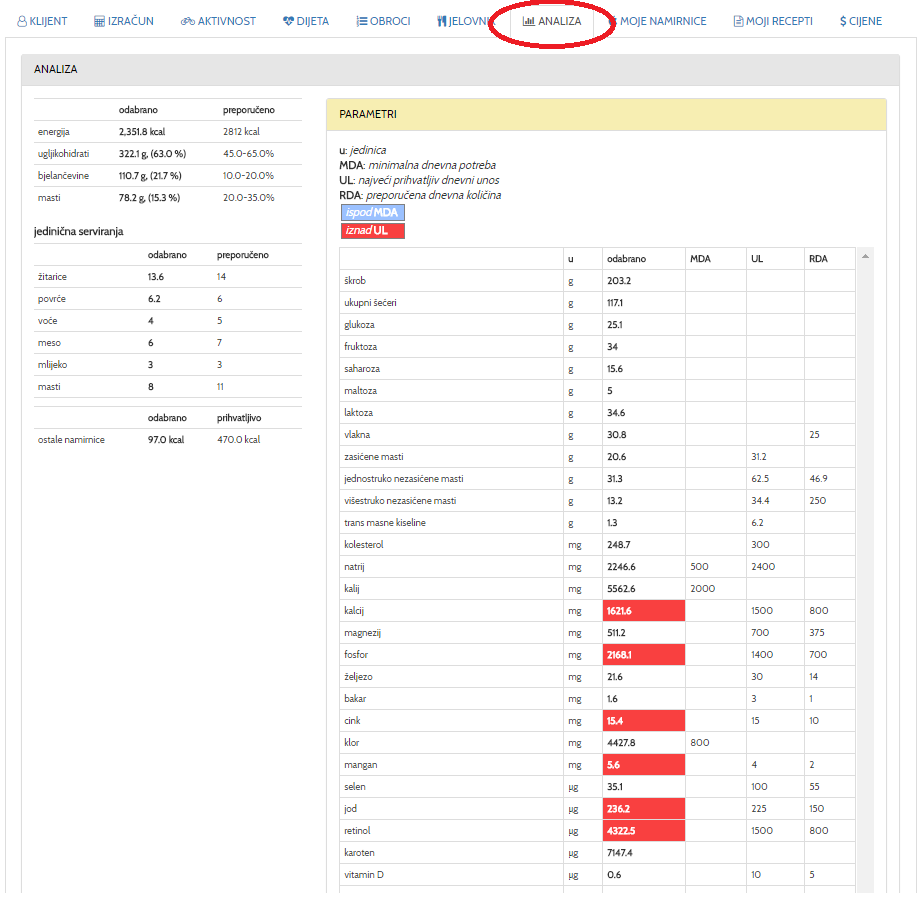 KLIJENT IZRAČUN AKTIVNOST DIJETA OBROCI JELOVNI ANALIZA MOJE NAMIRNICE MOJI RECEPTI $ CIJENE
ANALIZA
odabrano preporučeno
energija 2,351.8 kcal 2812 kcal
ugljikohidrati 322.1 g, (63.0 %) 45.0-65.0%
bjelančevine 110.7 g, (21.7 %) 10.0-20.0%
masti 78.2 g, (15.3 %) 20.0-35.0%
jedinična serviranja
odabrano preporučeno
žitarice 13.6 14
povrće 6.2 6
voće 4 5
meso 6 7
mlijeko 3 3
masti 8 11
odabrano prihvatljivo
ostale namirnice 97.0 kcal 470.0 kcal
PARAMETRI
u: jedinica
MDA: minimalna dnevna potreba
UL: najveći prihvatljiv dnevni unos
RDA: preporučena dnevna količina
ispod MDA
iznad UL
u odabrano MDA UL RDA
škrob g 203.2
ukupni šećeri g 117.1
glukoza g 25.1
fruktoza g 34
saharoza g 15.6
maltoza g 5
laktoza g 34.6
vlakna g 30.8 25
zasićene masti g 20.6 31.2
jednostruko nezasićene masti g 31.3 62.5 46.9
višestruko nezasićene masti g 13.2 34.4 250
trans masne kiseline g 1.3 6.2
kolesterol mg 248.7 300
natrij mg 2246.6 500 2400
kalij mg 5562.6 2000
kalcij mg 1621.6 1500 800
magnezij mg 511.2 700 375
fosfor mg 2168.1 1400 700
željezo mg 21.6 30 14
bakar mg 1.6 3 1
cink mg 15.4 15 10
klor mg 4427.8 800
mangan mg 5.6 4 2
selen µg 35.1 100 55
jod µg 236.2 225 150
retinol µg 4322.5 1500 800
karoten µg 7147.4
vitamin D µg 0.6 10 5